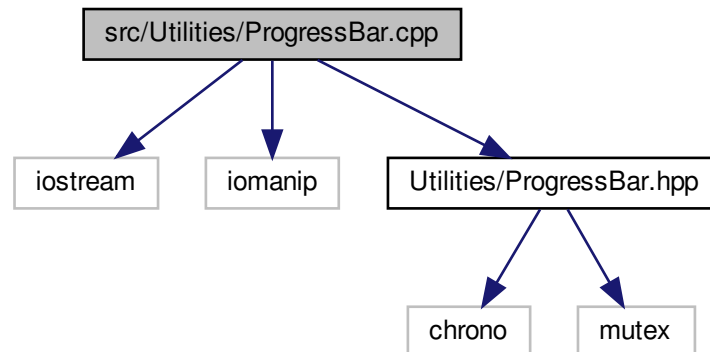 src/Utilities/ProgressBar.cpp
iostream
iomanip
Utilities/ProgressBar.hpp
chrono
mutex